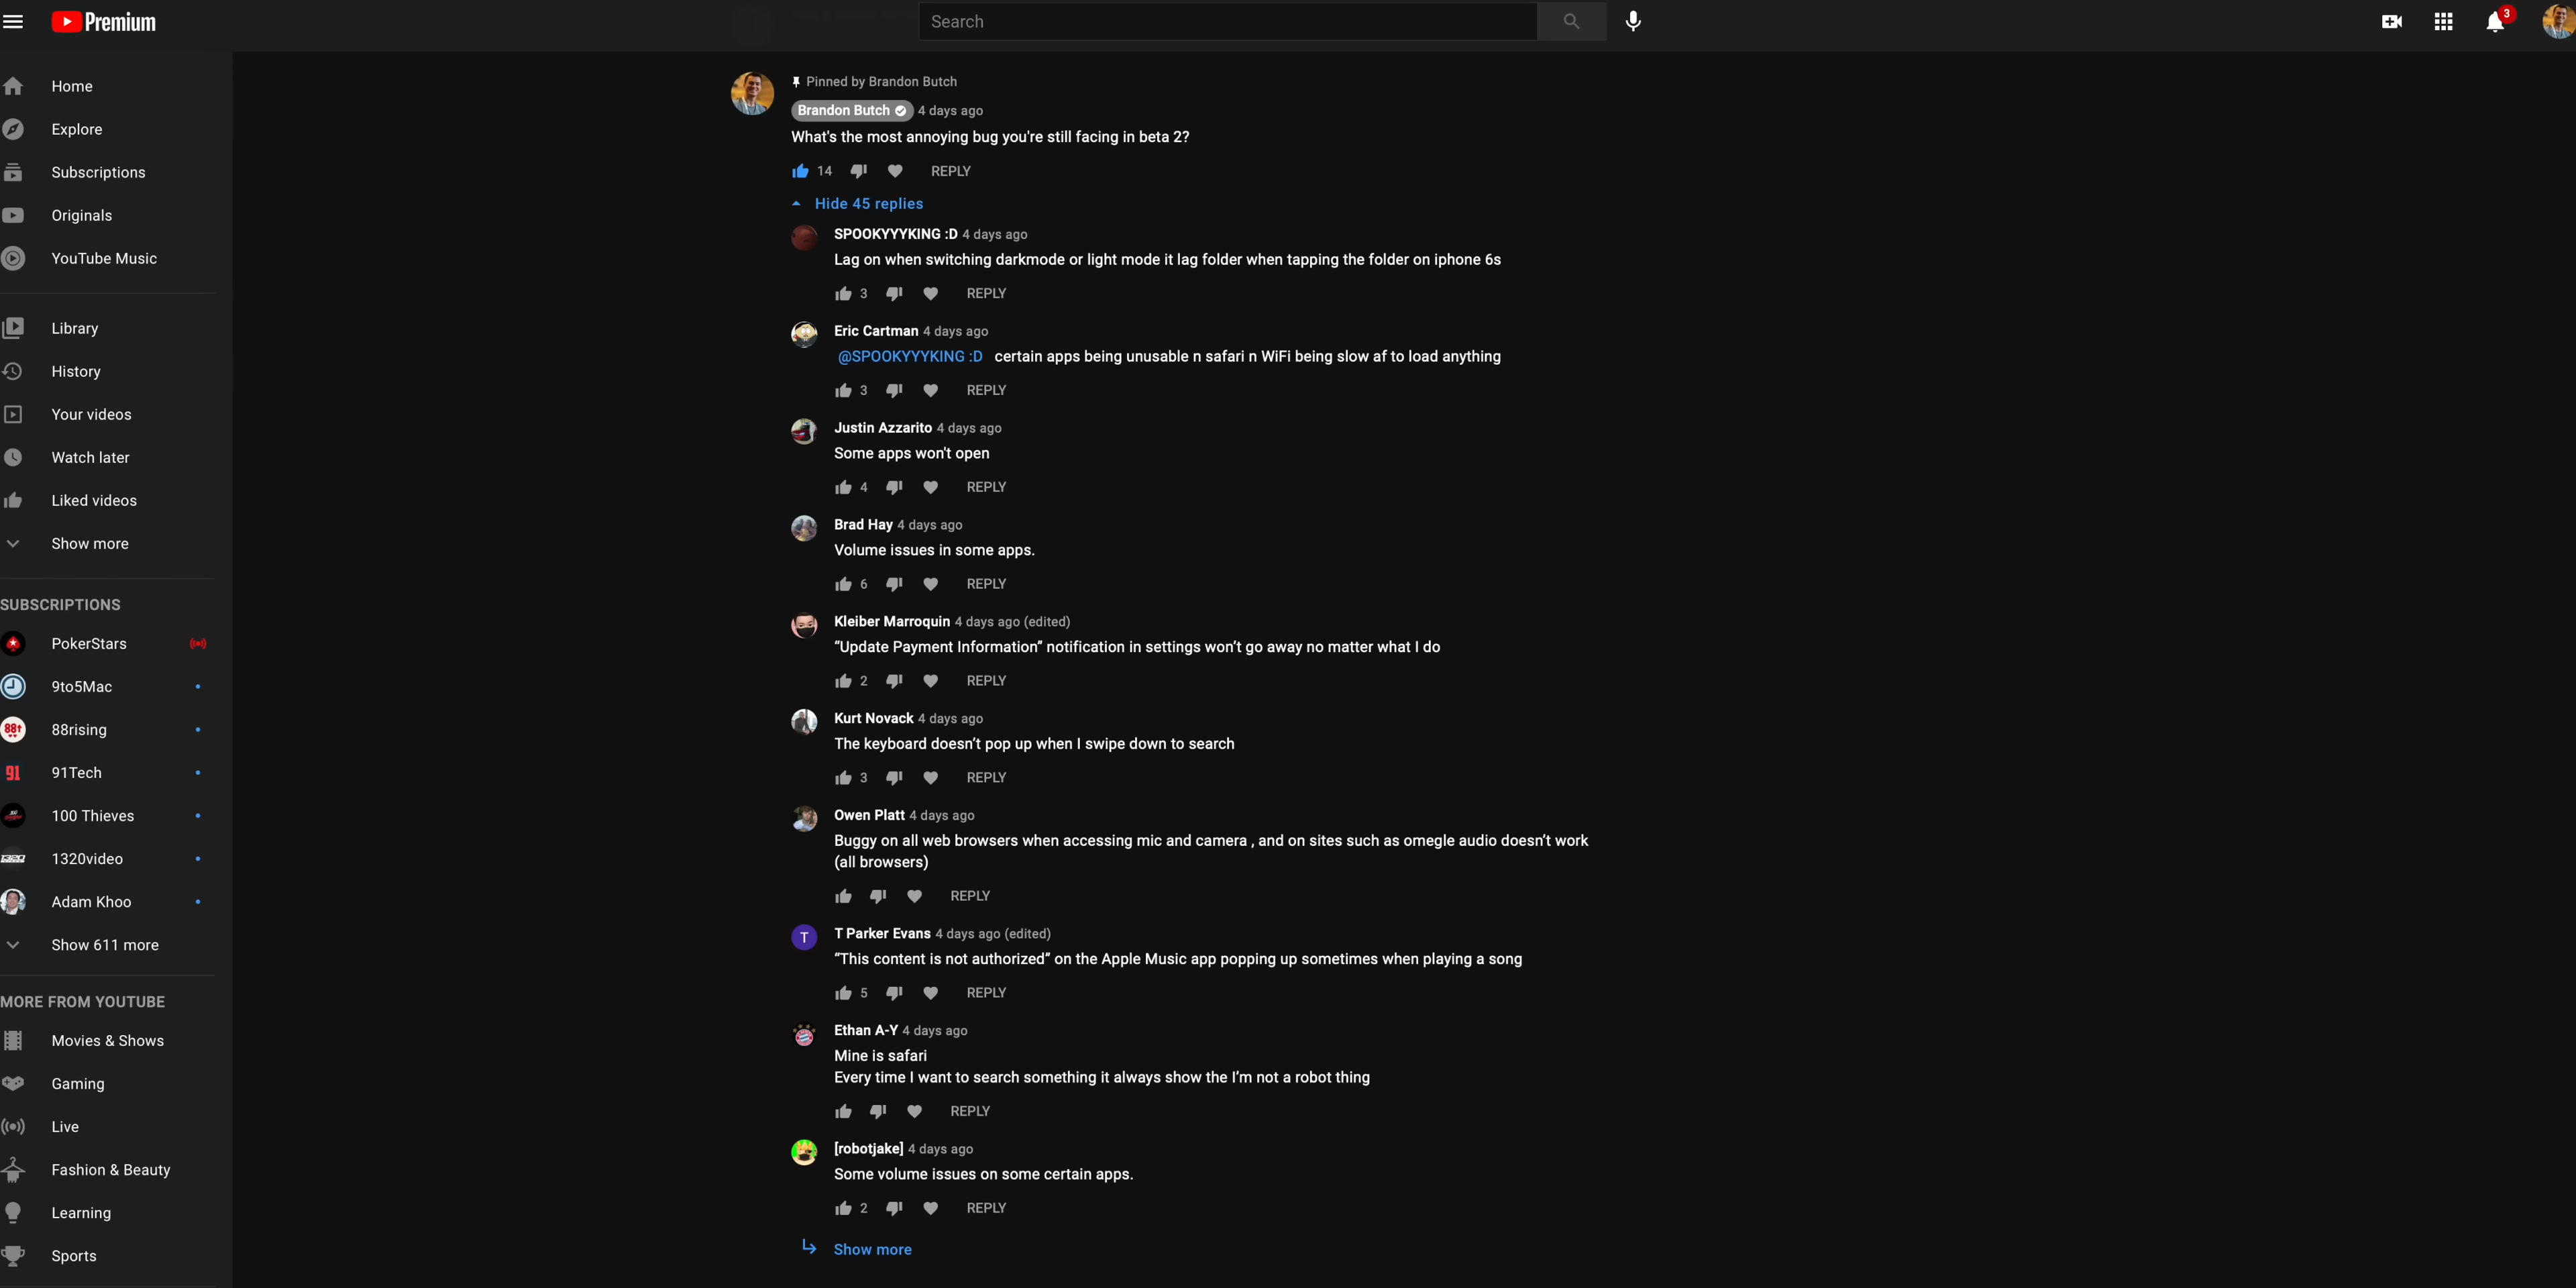 Premium
Search
3
Home
Explore
Subscriptions
Originals
YouTube Music
Library
History
Your videos
Watch later
Liked videos
Show more
SUBSCRIPTIONS
PokerStars
9to5Mac
88rising
91Tech
100 Thieves
1320video
Adam Khoo
Show 611 more
MORE FROM YOUTUBE
Movies & Shows
Gaming
Live
Fashion & Beauty
Learning
Sports
Pinned by Brandon Butch
Brandon Butch 4 days ago
What's the most annoying bug you're still facing in beta 2?
14 REPLY
Hide 45 replies
SPOOKYYYKING :D 4 days ago
Lag on when switching darkmode or light mode it lag folder when tapping the folder on iphone 6s
3 REPLY
Eric Cartman 4 days ago
@SPOOKYYYKING :D certain apps being unusable n safari n WiFi being slow af to load anything
3 REPLY
Justin Azzarito 4 days ago
Some apps won't open
4 REPLY
Brad Hay 4 days ago
Volume issues in some apps.
6 REPLY
Kleiber Marroquin 4 days ago (edited)
“Update Payment Information” notification in settings won’t go away no matter what I do
2 REPLY
Kurt Novack 4 days ago
The keyboard doesn’t pop up when I swipe down to search
3 REPLY
Owen Platt 4 days ago
Buggy on all web browsers when accessing mic and camera , and on sites such as omegle audio doesn’t work
(all browsers)
REPLY
T
T Parker Evans 4 days ago (edited)
“This content is not authorized” on the Apple Music app popping up sometimes when playing a song
5 REPLY
Ethan A-Y 4 days ago
Mine is safari
Every time I want to search something it always show the I’m not a robot thing
REPLY
[robotjake] 4 days ago
Some volume issues on some certain apps.
2 REPLY
Show more